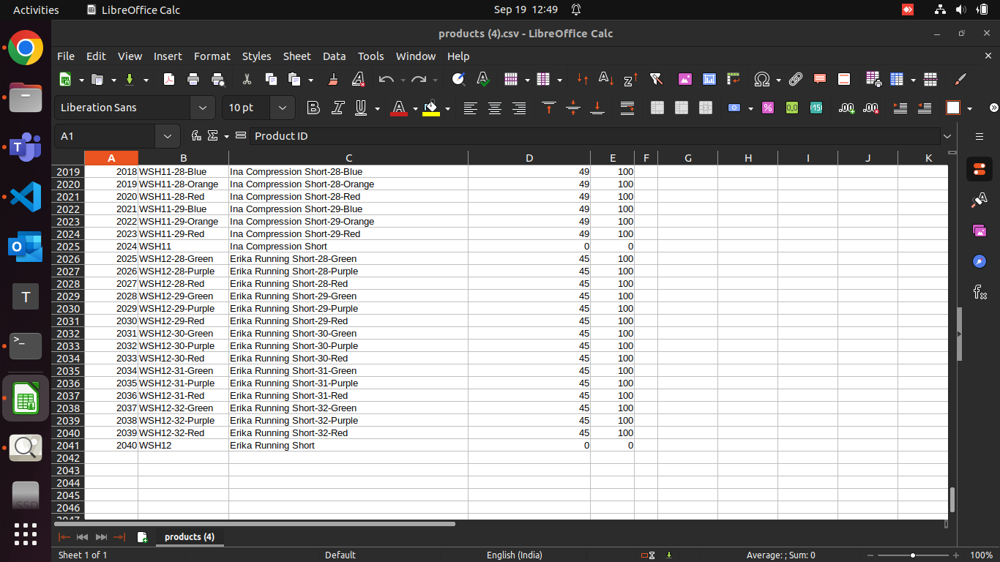 Activities LibreOffice Calc Sep 19 12:49
products (4).csv - LibreOffice Calc
File Edit View Insert Format Styles Sheet Data Tools Window Help
Liberation Sans 10 pt
A1 Product ID
A B C D E F G H I J K
2019 2018 WSH11-28-Blue Ina Compression Short-28-Blue 49 100
2020 2019 WSH11-28-Orange Ina Compression Short-28-Orange 49 100
2021 2020 WSH11-28-Red Ina Compression Short-28-Red 49 100
2022 2021 WSH11-29-Blue Ina Compression Short-29-Blue 49 100
2023 2022 WSH11-29-Orange Ina Compression Short-29-Orange 49 100
2024 2023 WSH11-29-Red Ina Compression Short-29-Red 49 100
2025 2024 WSH11 Ina Compression Short 0 0
2026 2025 WSH12-28-Green Erika Running Short-28-Green 45 100
2027 2026 WSH12-28-Purple Erika Running Short-28-Purple 45 100
2028 2027 WSH12-28-Red Erika Running Short-28-Red 45 100
2029 2028 WSH12-29-Green Erika Running Short-29-Green 45 100
2030 2029 WSH12-29-Purple Erika Running Short-29-Purple 45 100
2031 2030 WSH12-29-Red Erika Running Short-29-Red 45 100
2032 2031 WSH12-30-Green Erika Running Short-30-Green 45 100
2033 2032 WSH12-30-Purple Erika Running Short-30-Purple 45 100
2034 2033 WSH12-30-Red Erika Running Short-30-Red 45 100
2035 2034 WSH12-31-Green Erika Running Short-31-Green 45 100
2036 2035 WSH12-31-Purple Erika Running Short-31-Purple 45 100
2037 2036 WSH12-31-Red Erika Running Short-31-Red 45 100
2038 2037 WSH12-32-Green Erika Running Short-32-Green 45 100
2039 2038 WSH12-32-Purple Erika Running Short-32-Purple 45 100
2040 2039 WSH12-32-Red Erika Running Short-32-Red 45 100
2041 2040 WSH12 Erika Running Short 0 0
2042
2043
2044
2045
2046
2047
products (4)
Sheet 1 of 1 Default English (India) Average: ; Sum: 0 100%